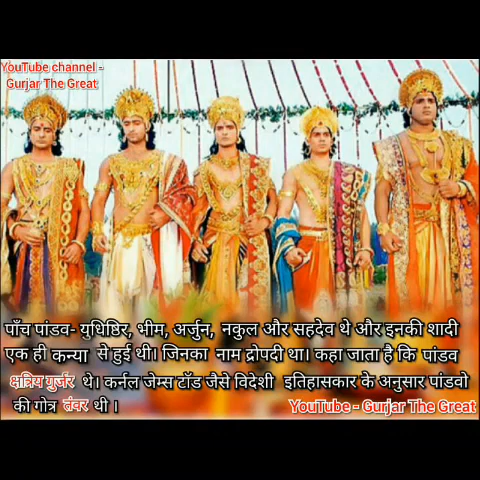 YouTube channel -
Gurjar The Great
पाँच पांडव- युधिष्ठिर, भीम, अर्जुन, नकुल और सहदेव थे और इनकी शादी
एक ही कन्या से हुई थी। जिनका नाम द्रोपदी था। कहा जाता है कि पांडव
क्षत्रिय गुर्जर थे। कर्नल जेम्स टॉड जैसे विदेशी इतिहासकार के अनुसार पांडवो
की गोत्र तंवर थी ।
YouTube - Gurjar The Great